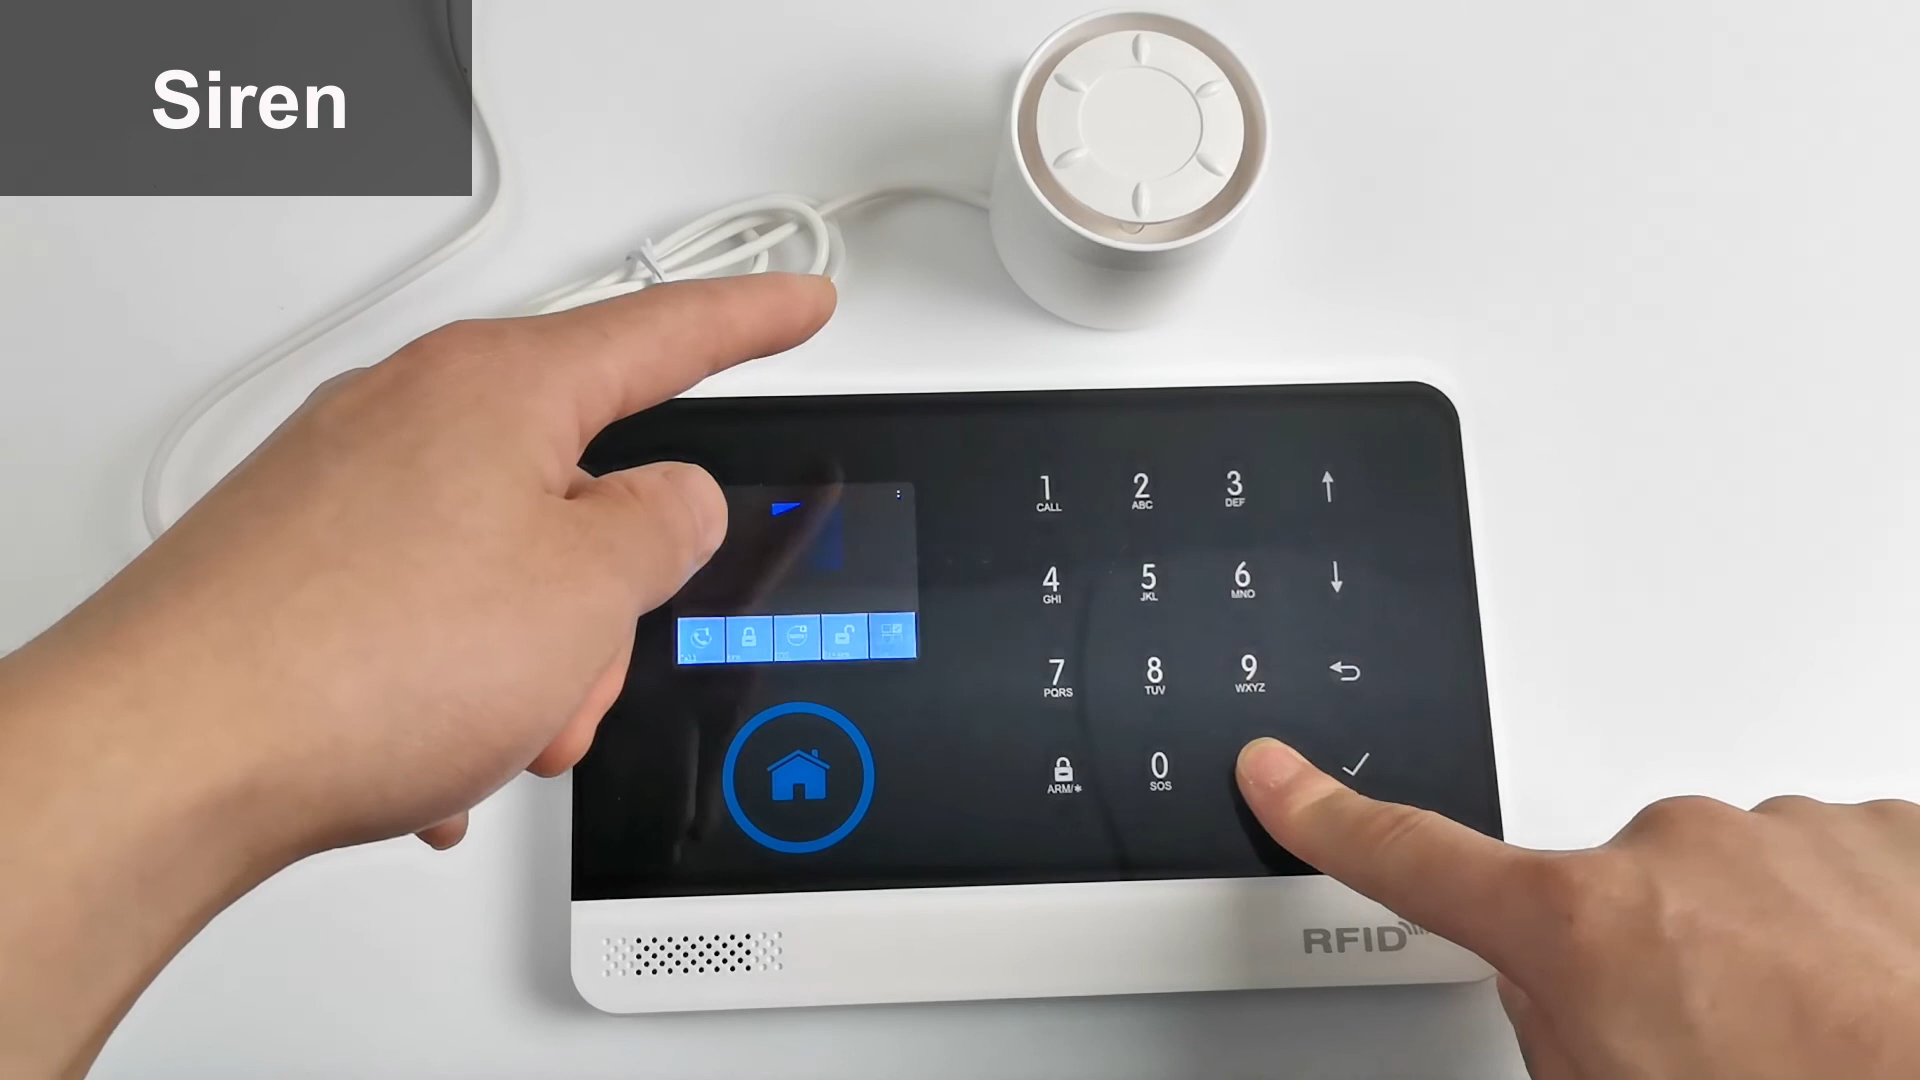 Siren
1 2 3
CALL ABC DEF
4 5 6
GHI JKL MNO
7 8 9
PQRS TUV WXYZ
0
ARM/* SOS
RFID